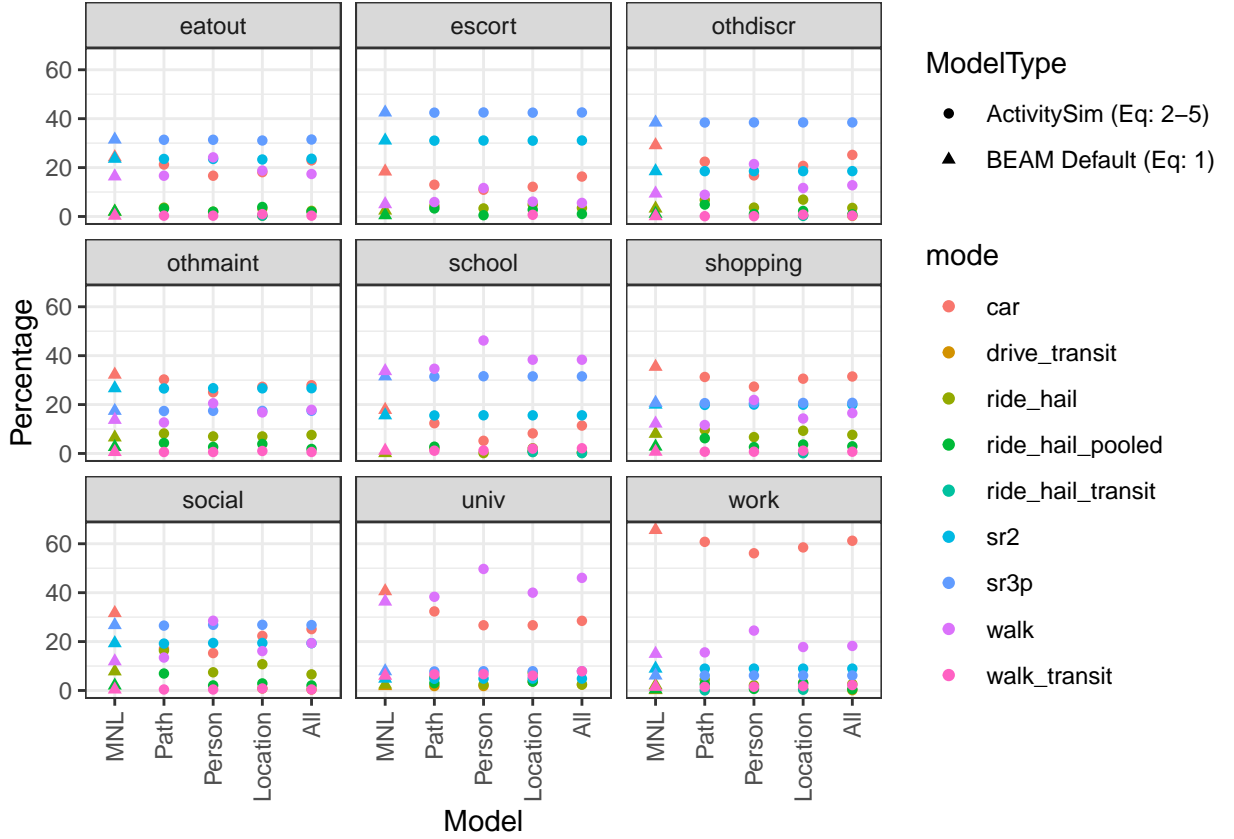 eatout escort othdiscr
60
40
20
0
othmaint school shopping
60
40
20
0
social univ work
60
40
20
0
Percentage
MNL Path Person Location All MNL Path Person Location All MNL Path Person Location All
Model
ModelType
ActivitySim (Eq: 2–5)
BEAM Default (Eq: 1)
mode
car
drive_transit
ride_hail
ride_hail_pooled
ride_hail_transit
sr2
sr3p
walk
walk_transit